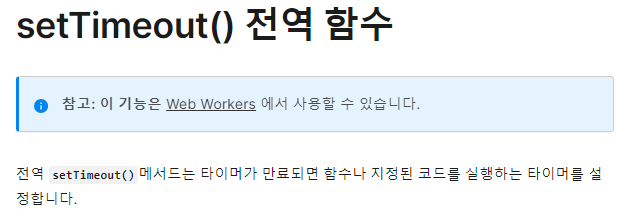 setTimeout() 전역 함수
참고: 이 기능은 Web Workers 에서 사용할 수 있습니다.
전역 setTimeout() 메서드는 타이머가 만료되면 함수나 지정된 코드를 실행하는 타이머를 설
정합니다.